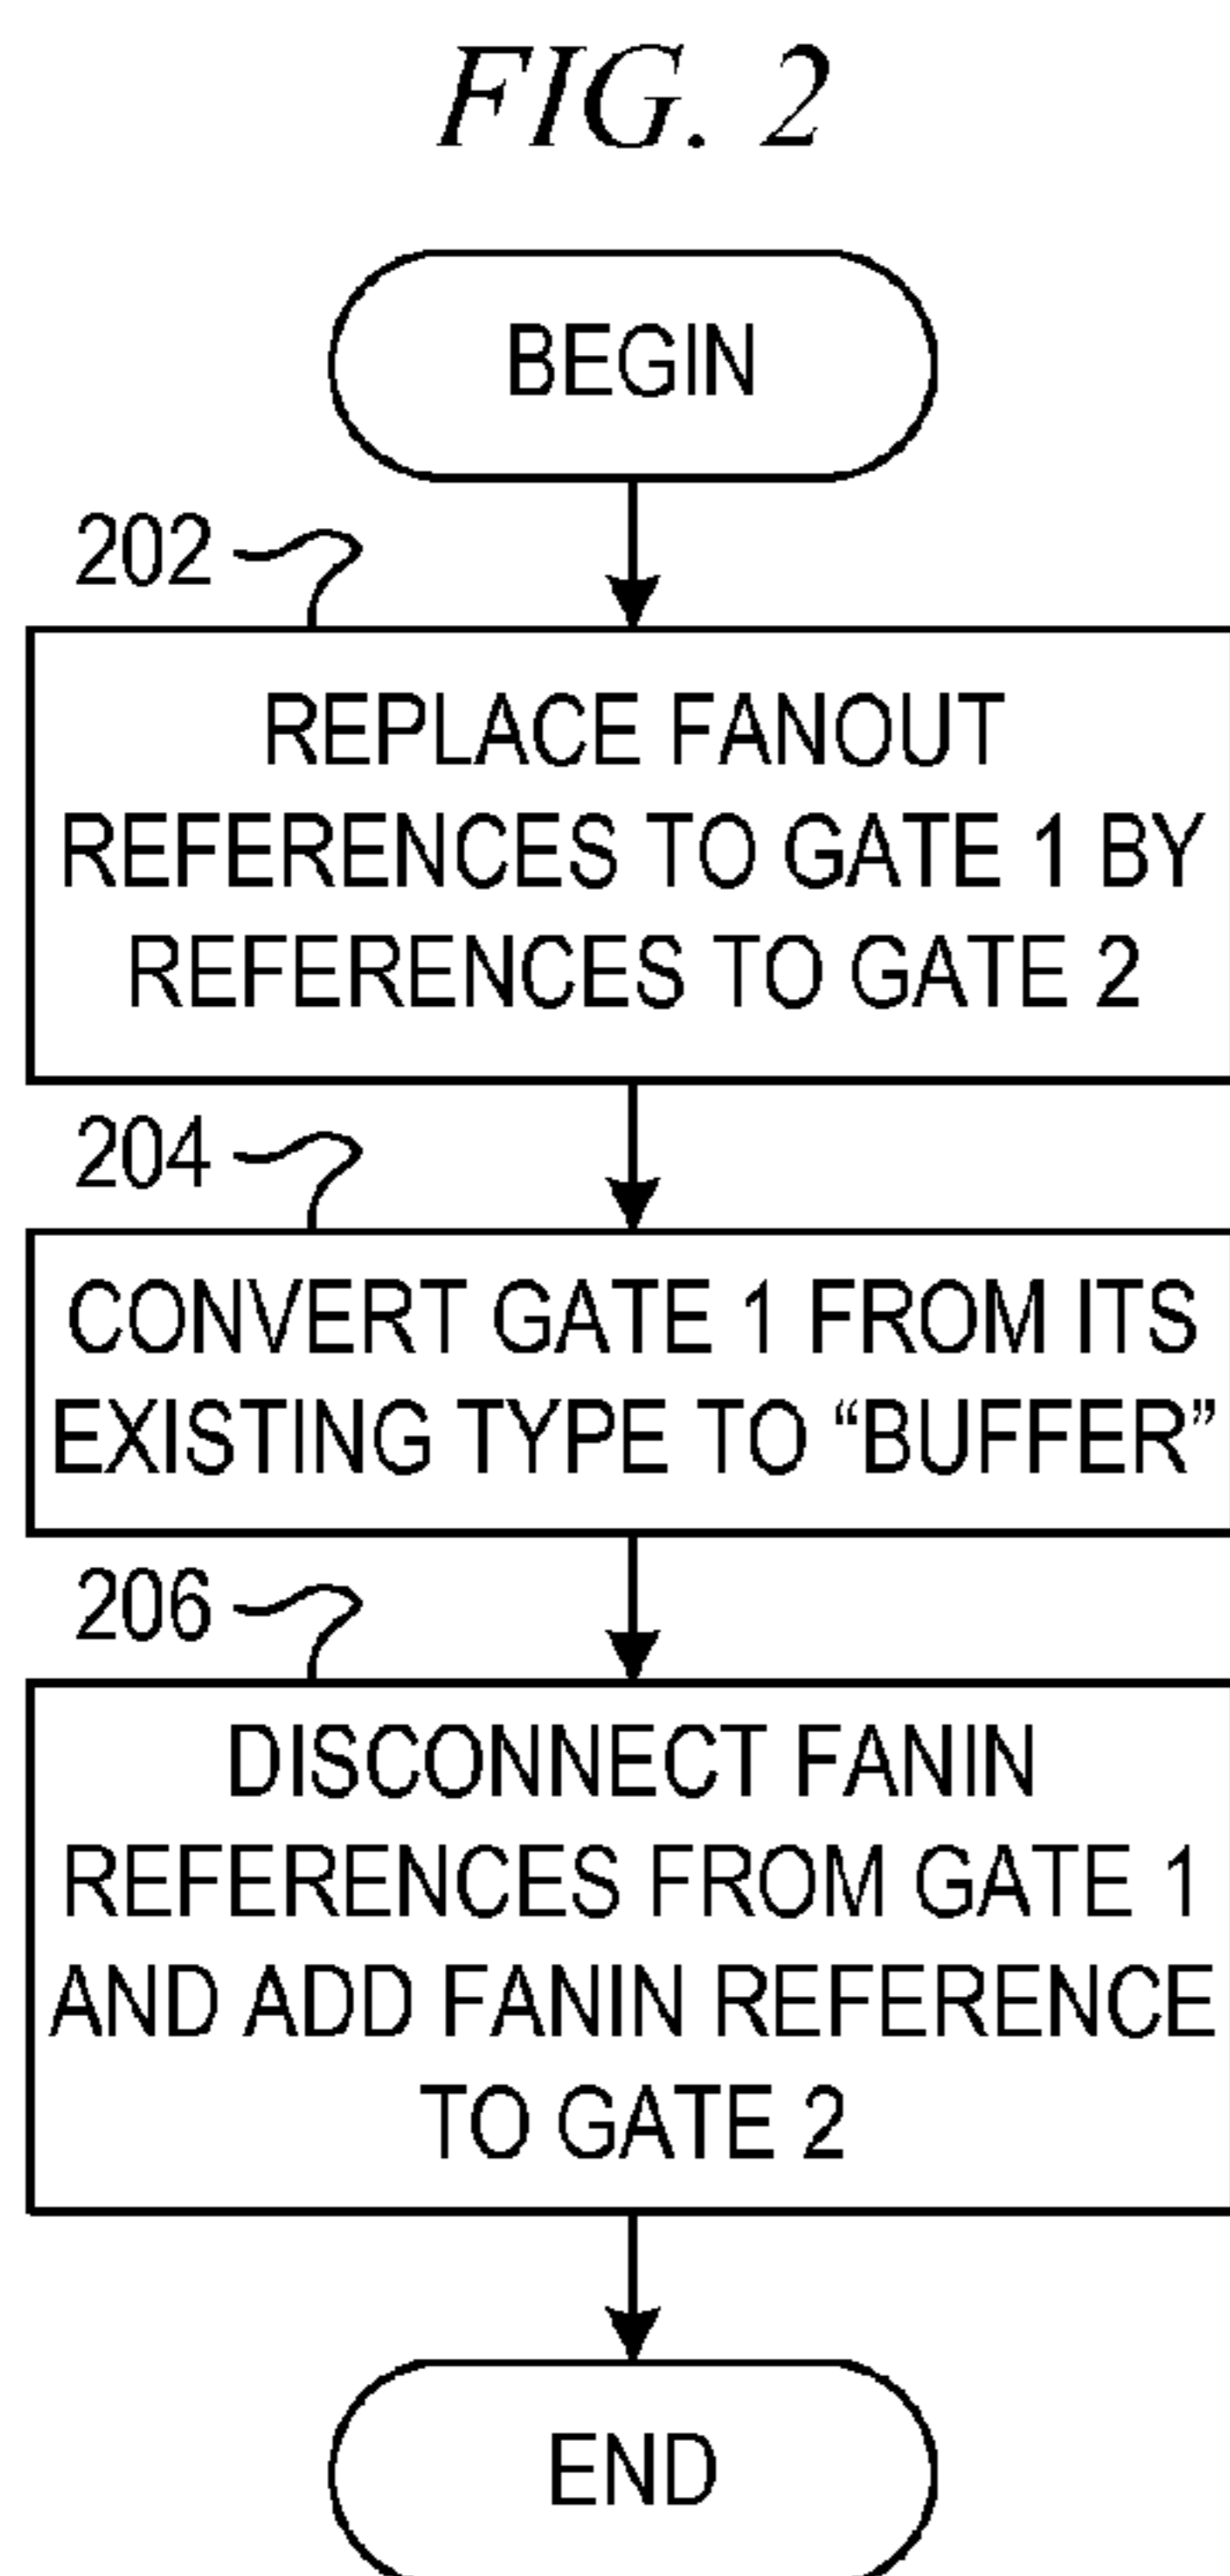 FIG. 2
BEGIN
202
REPLACE FANOUT
REFERENCES TO GATE 1 BY
REFERENCES TO GATE 2
204
CONVERT GATE 1 FROM ITS
EXISTING TYPE TO “BUFFER”
206
DISCONNECT FANIN
REFERENCES FROM GATE 1
AND ADD FANIN REFERENCE
TO GATE 2
END